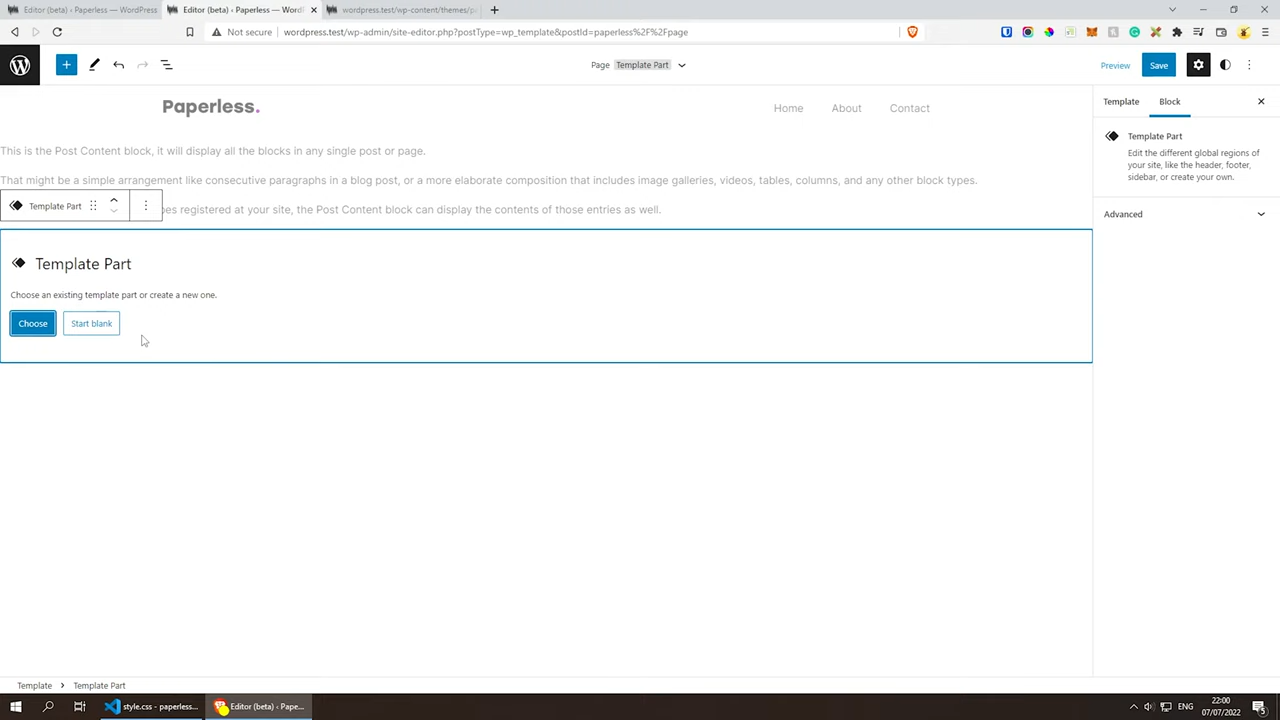 Editor (beta) ‹ Paperless — WordPress
Editor (beta) ‹ Paperless — WordP
wordpress.test/wp-content/themes/pa
Not secure
wordpress.test/wp-admin/site-editor.php?postType=wp_template&postId=paperless%2F%2Fpage
Page Template Part
Preview
Save
Paperless.
Home
About
Contact
Template
Block
Template Part
Edit the different global regions of
your site, like the header, footer,
sidebar, or create your own.
Advanced
This is the Post Content block, it will display all the blocks in any single post or page.
That might be a simple arrangement like consecutive paragraphs in a blog post, or a more elaborate composition that includes image galleries, videos, tables, columns, and any other block types.
Template Part
pes registered at your site, the Post Content block can display the contents of those entries as well.
Template Part
Choose an existing template part or create a new one.
Choose
Start blank
Template
Template Part
style.css - paperless...
Editor (beta) ‹ Pape...
ENG
22:00
07/07/2022
5